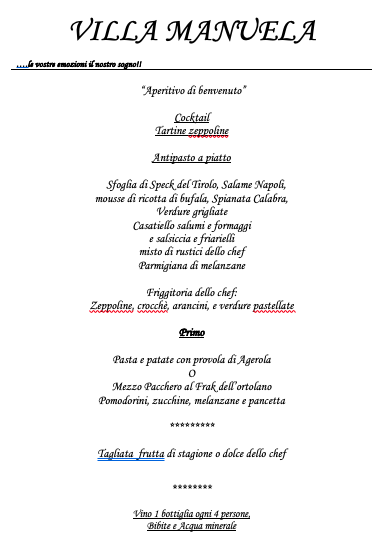 VILLA MANUELA
….le vostre emozioni il nostro sogno!!
“Aperitivo di benvenuto”
Cocktail
Tartine zeppoline
Antipasto a piatto
Sfoglia di Speck del Tirolo, Salame Napoli,
mousse di ricotta di bufala, Spianata Calabra,
Verdure grigliate
Casatiello salumi e formaggi
e salsiccia e friarielli
misto di rustici dello chef
Parmigiana di melanzane
Friggitoria dello chef:
Zeppoline, crocchè, arancini, e verdure pastellate
Primo
Pasta e patate con provola di Agerola
O
Mezzo Pacchero al Frak dell’ortolano
Pomodorini, zucchine, melanzane e pancetta
*********
Tagliata frutta di stagione o dolce dello chef
********
Vino 1 bottiglia ogni 4 persone,
Bibite e Acqua minerale